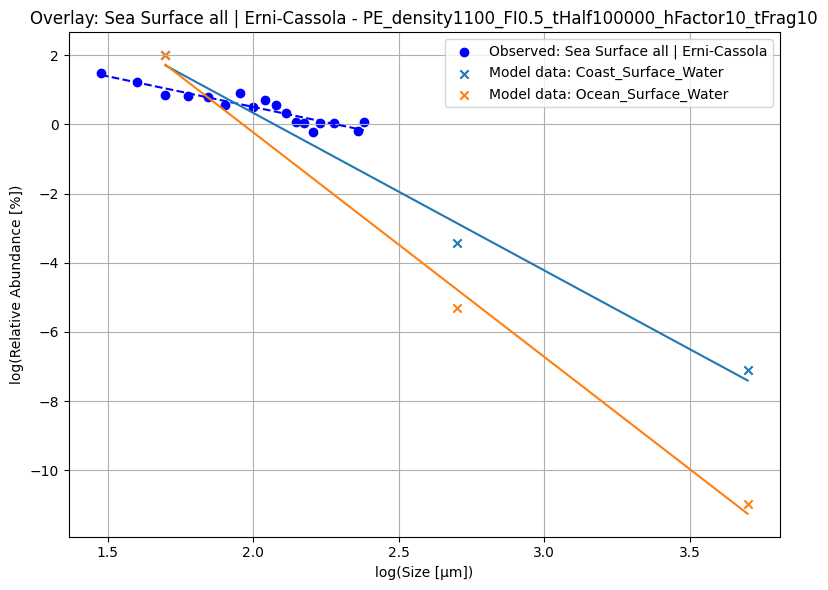 Overlay: Sea Surface all | Erni-Cassola - PE_density1100_FI0.5_tHalf100000_hFactor10_tFrag10
Observed: Sea Surface all | Erni-Cassola
Model data: Coast_Surface_Water
Model data: Ocean_Surface_Water
log(Relative Abundance [%])
2
0
−2
−4
−6
−8
−10
1.5
2.0
2.5
3.0
3.5
log(Size [µm])